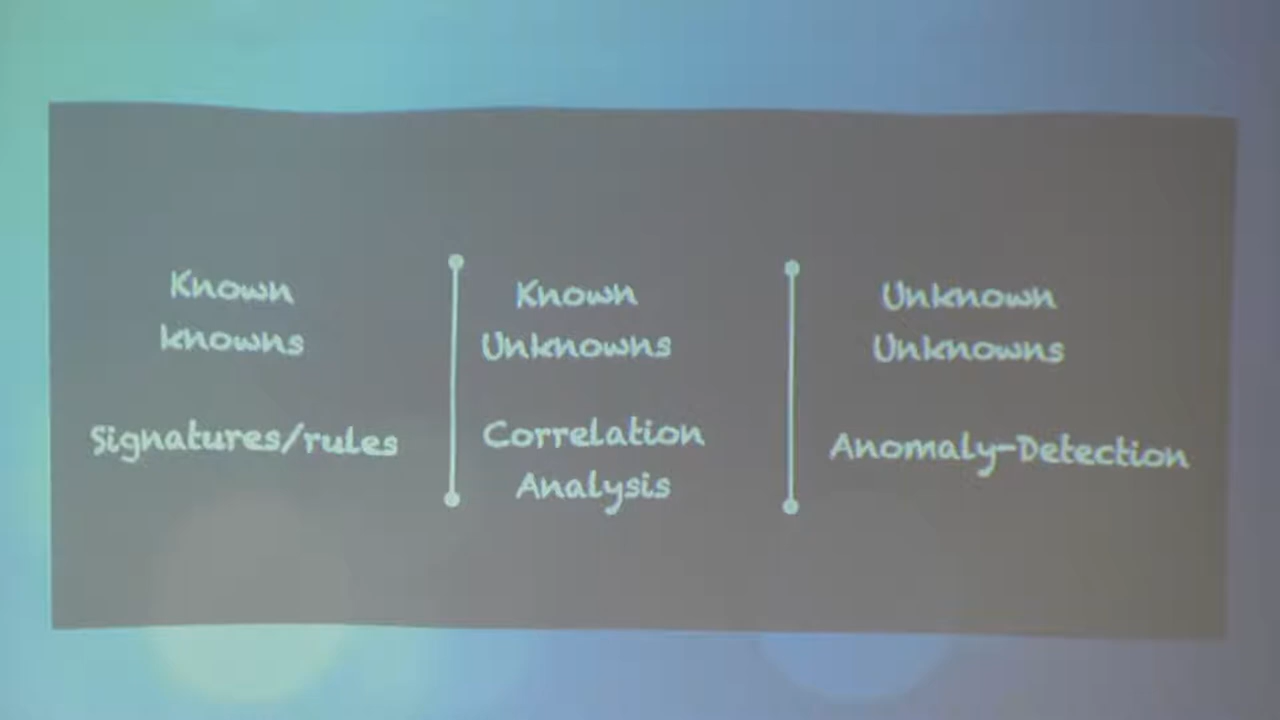 Known
knowns
Signatures/rules
Known
Unknowns
Correlation
Analysis
Unknown
Unknowns
Anomaly-Detection